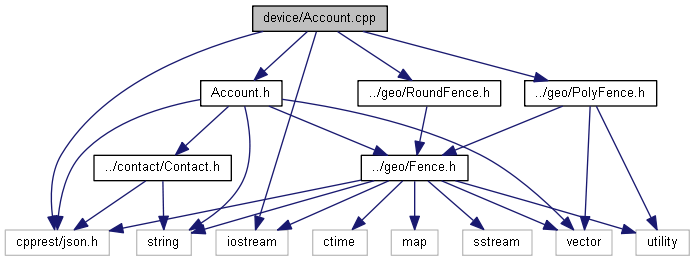 device/Account.cpp
Account.h
../geo/RoundFence.h
../geo/PolyFence.h
../contact/Contact.h
../geo/Fence.h
cpprest/json.h
string
iostream
ctime
map
sstream
vector
utility